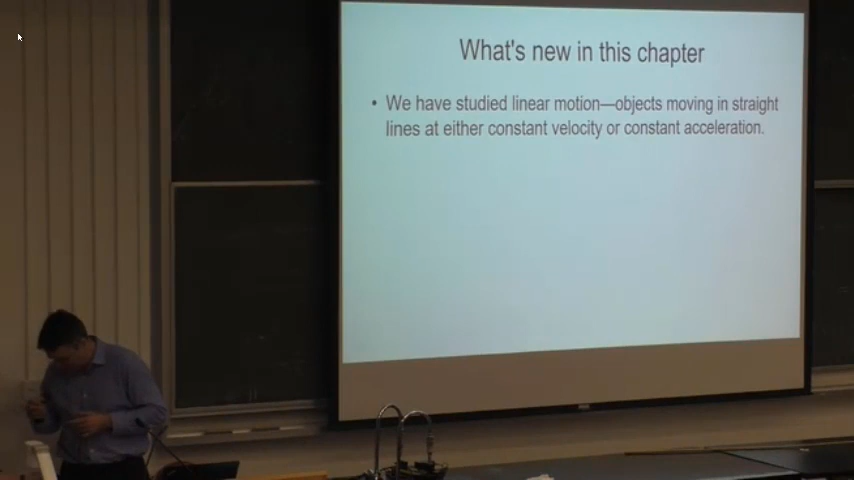 What's new in this chapter
• We have studied linear motion—objects moving in straight
lines at either constant velocity or constant acceleration.